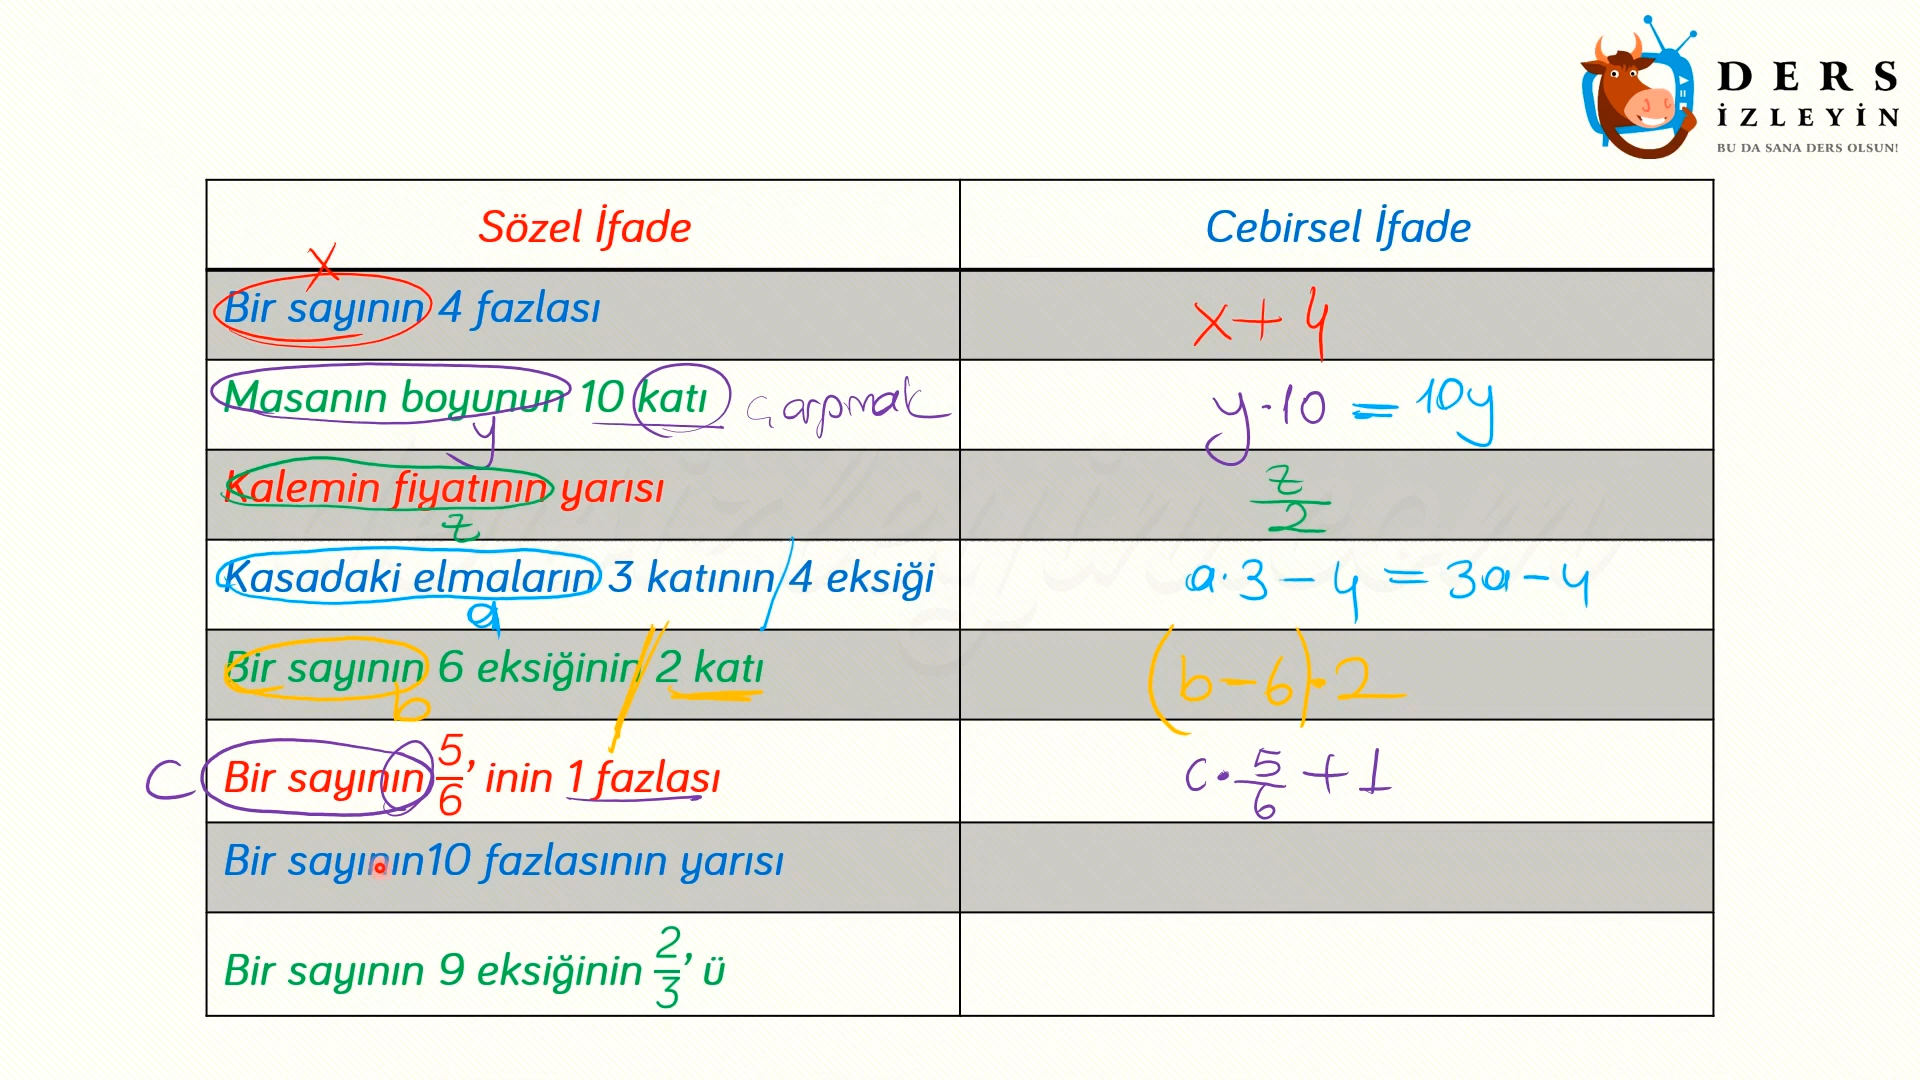 DERS
İZLEYİN
BU DA SANA DERS OLSUN!
Sözel İfade
Cebirsel İfade
x
Bir sayının 4 fazlası
x + 4
Masanın boyunun 10 katı çarpmak
y
y·10 = 10y
Kalemin fiyatının yarısı
z
z/2
Kasadaki elmaların 3 katının/4 eksiği
a
a·3 - 4 = 3a - 4
Bir sayının 6 eksiğinin/2 katı
b
(b - 6)·2
c Bir sayının 5/6' inin 1 fazlası
c·5/6 + 1
Bir sayının10 fazlasının yarısı
Bir sayının 9 eksiğinin 2/3' ü